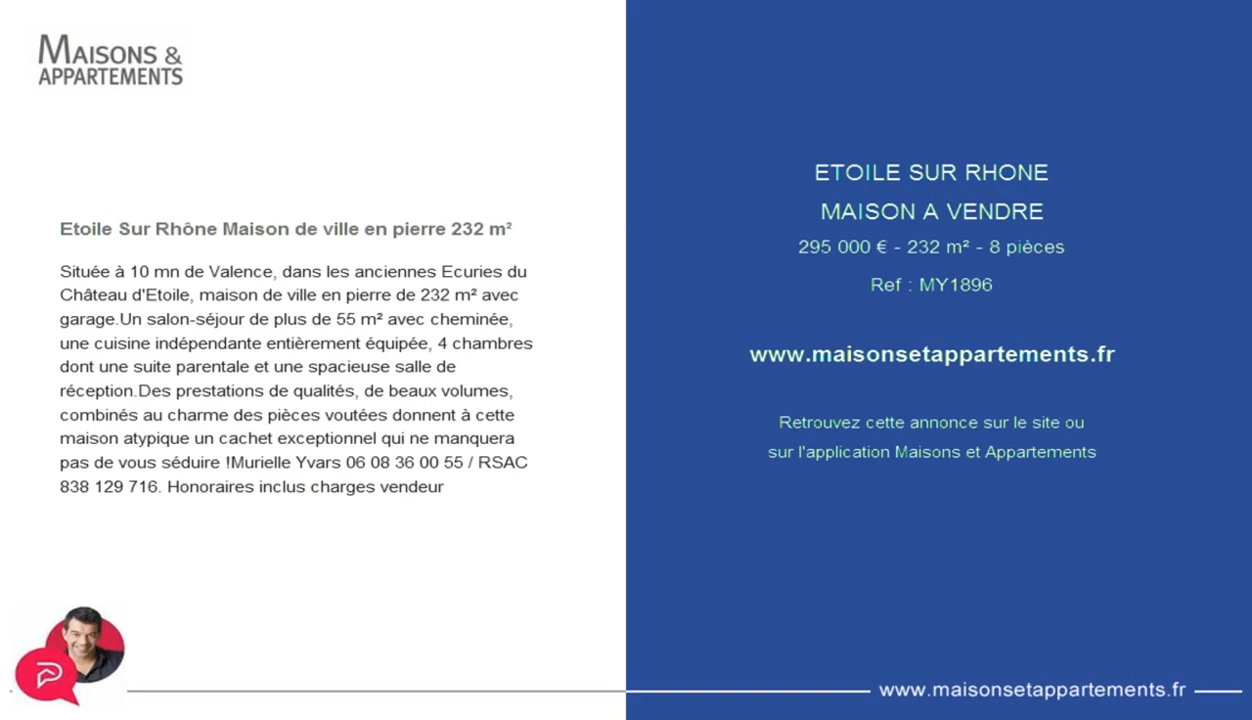 MAISONS &
APPARTEMENTS
Etoile Sur Rhône Maison de ville en pierre 232 m²
Située à 10 mn de Valence, dans les anciennes Ecuries du
Château d'Etoile, maison de ville en pierre de 232 m² avec
garage.Un salon-séjour de plus de 55 m² avec cheminée,
une cuisine indépendante entièrement équipée, 4 chambres
dont une suite parentale et une spacieuse salle de
réception.Des prestations de qualités, de beaux volumes,
combinés au charme des pièces voutées donnent à cette
maison atypique un cachet exceptionnel qui ne manquera
pas de vous séduire !Murielle Yvars 06 08 36 00 55 / RSAC
838 129 716. Honoraires inclus charges vendeur
ETOILE SUR RHONE
MAISON A VENDRE
295 000 € - 232 m² - 8 pièces
Ref : MY1896
www.maisonsetappartements.fr
Retrouvez cette annonce sur le site ou
sur l'application Maisons et Appartements
www.maisonsetappartements.fr